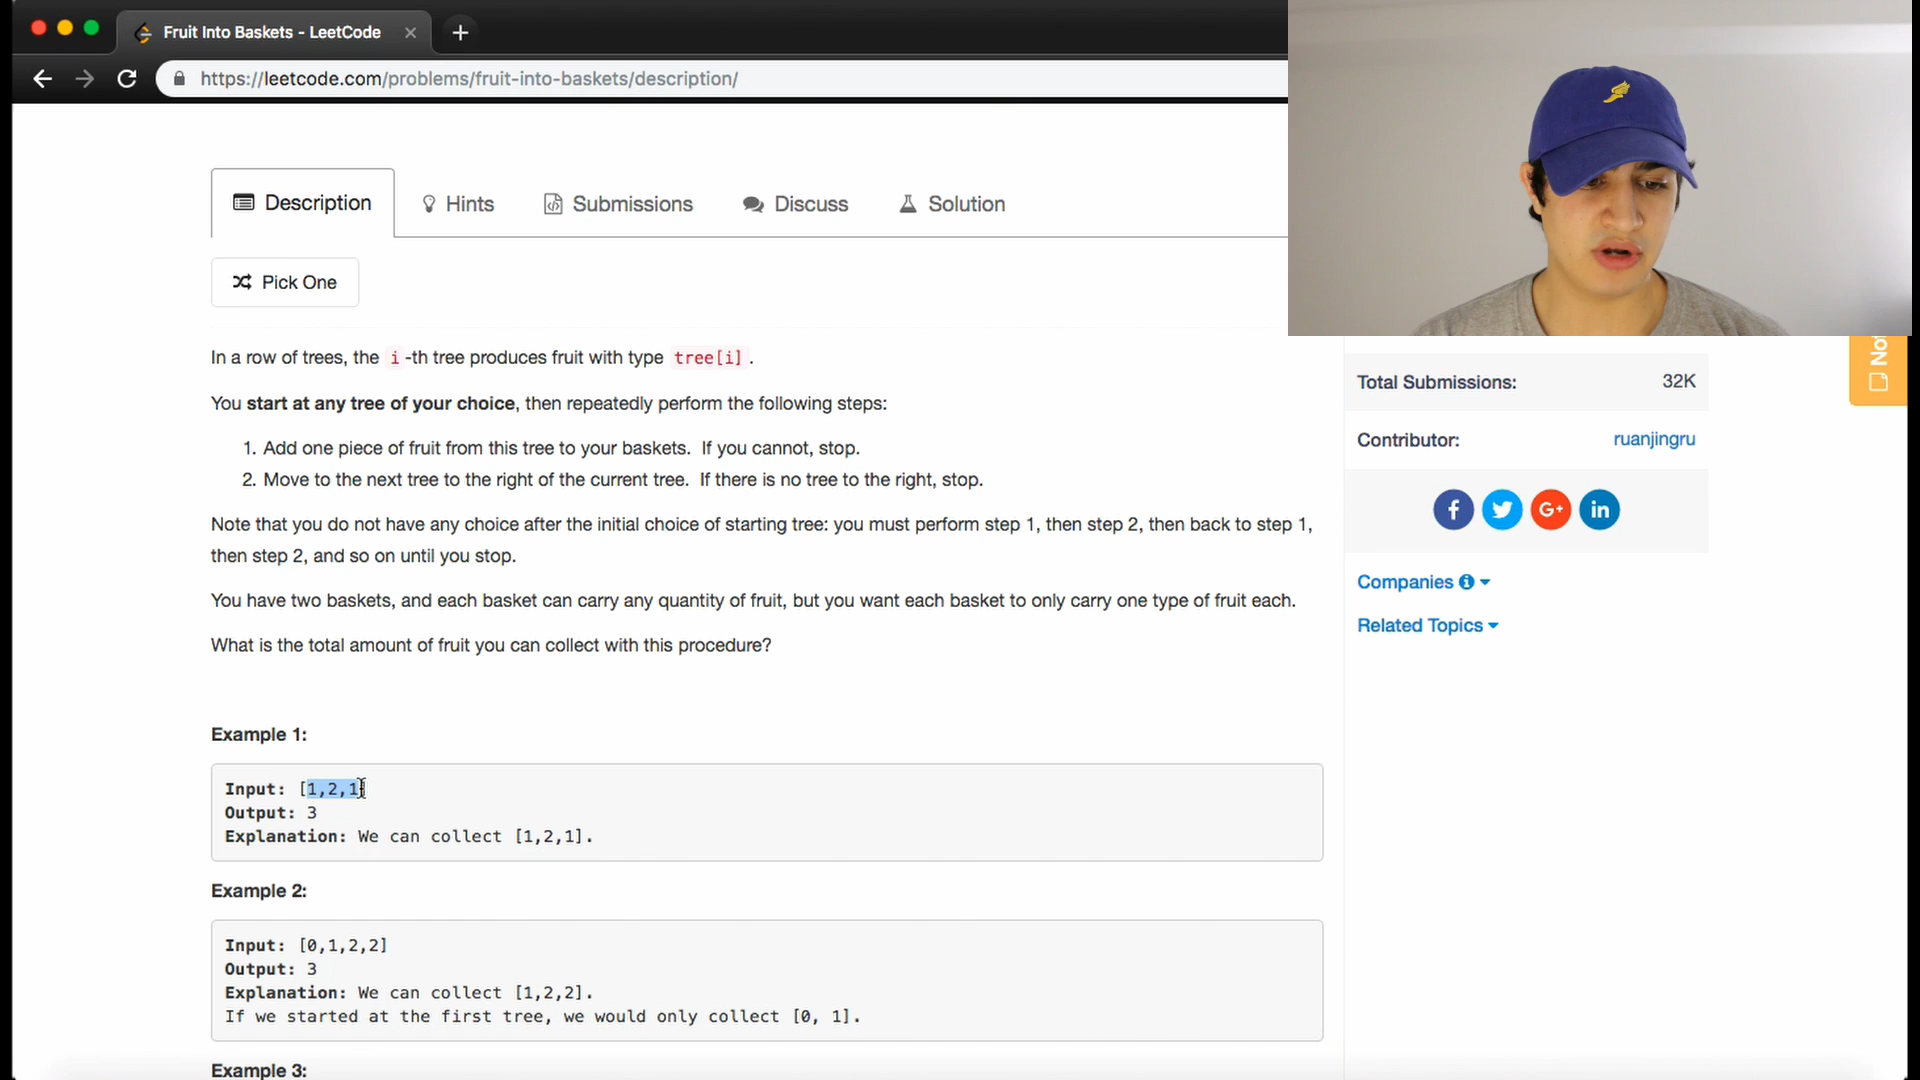 Fruit Into Baskets - LeetCode
https://leetcode.com/problems/fruit-into-baskets/description/
Description
Hints
Submissions
Discuss
Solution
Pick One
In a row of trees, the i -th tree produces fruit with type tree[i] .
You start at any tree of your choice, then repeatedly perform the following steps:
1. Add one piece of fruit from this tree to your baskets. If you cannot, stop.
2. Move to the next tree to the right of the current tree. If there is no tree to the right, stop.
Note that you do not have any choice after the initial choice of starting tree: you must perform step 1, then step 2, then back to step 1,
then step 2, and so on until you stop.
You have two baskets, and each basket can carry any quantity of fruit, but you want each basket to only carry one type of fruit each.
What is the total amount of fruit you can collect with this procedure?
Example 1:
Input: [1,2,1]
Output: 3
Explanation: We can collect [1,2,1].
Example 2:
Input: [0,1,2,2]
Output: 3
Explanation: We can collect [1,2,2].
If we started at the first tree, we would only collect [0, 1].
Example 3:
Total Submissions: 32K
Contributor: ruanjingru
f
G+
in
Companies
Related Topics